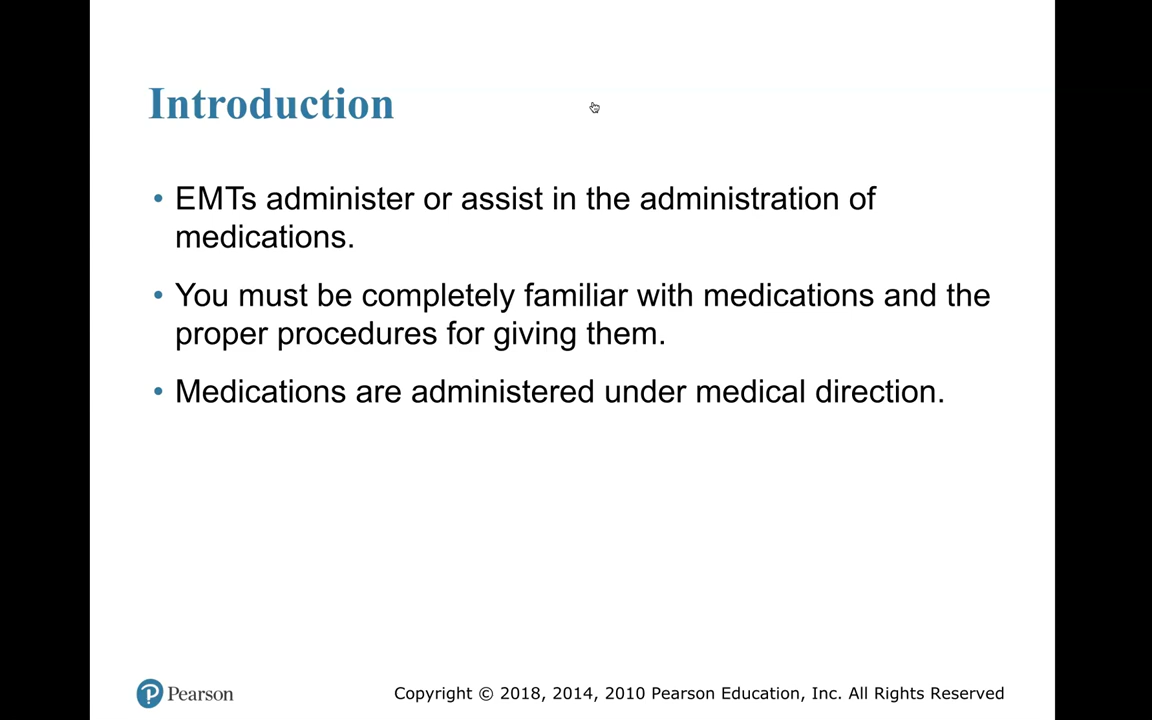 Introduction
• EMTs administer or assist in the administration of
medications.
• You must be completely familiar with medications and the
proper procedures for giving them.
• Medications are administered under medical direction.
Pearson
Copyright © 2018, 2014, 2010 Pearson Education, Inc. All Rights Reserved